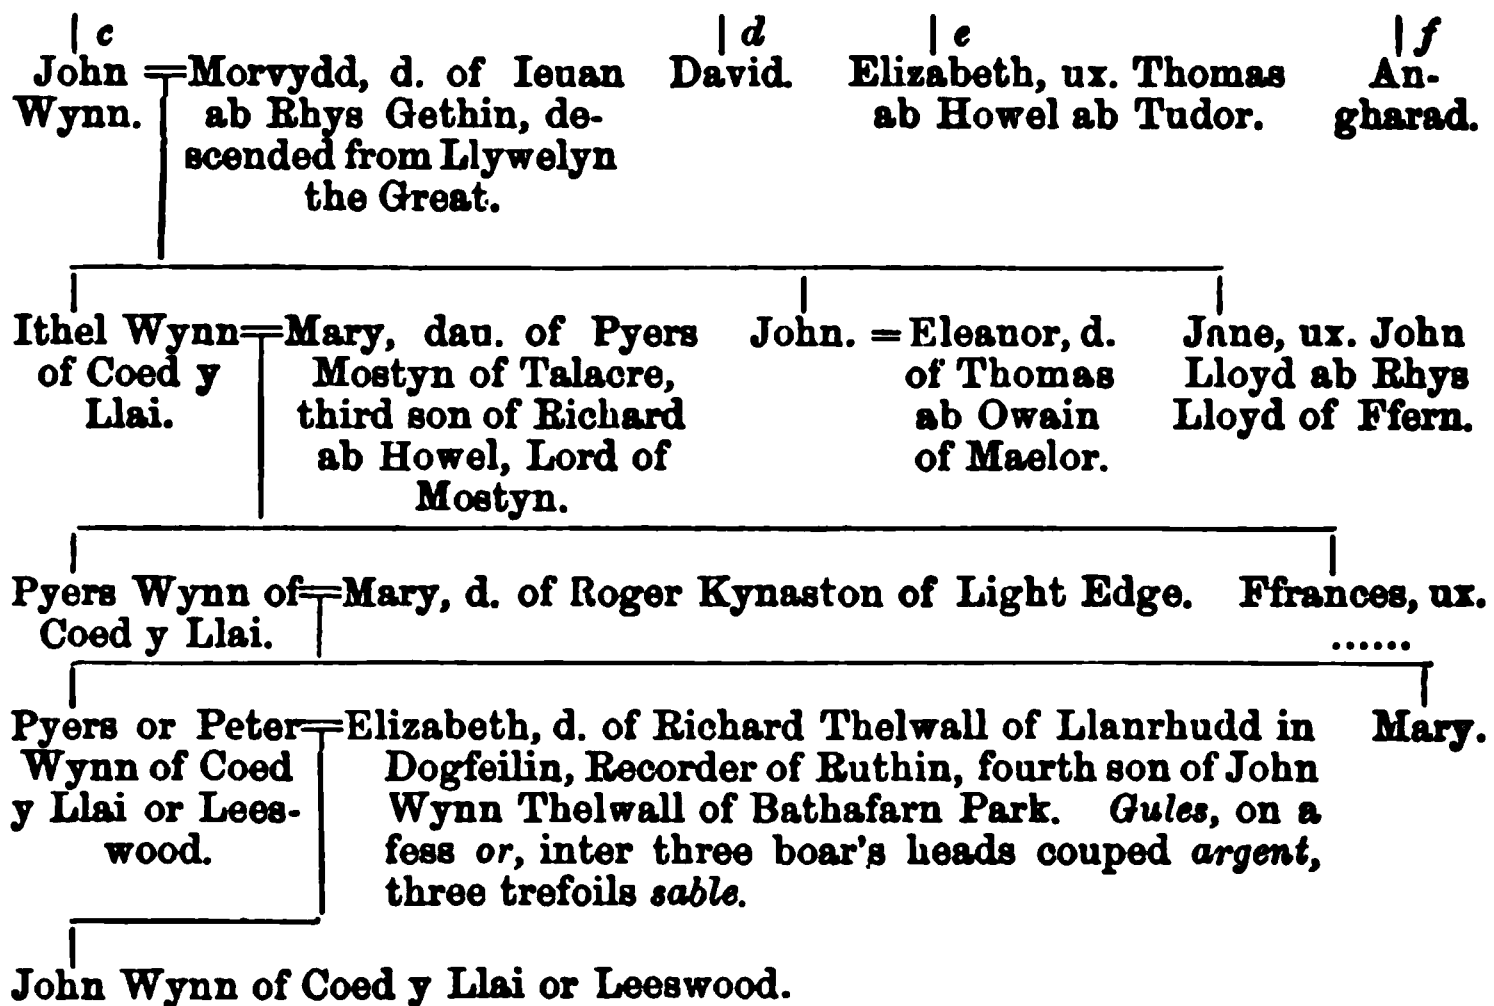 | c | d | e | f
John = Morvydd, d. of Ieuan David. Elizabeth, ux. Thomas An-
Wynn. ab Rhys Gethin, de- ab Howel ab Tudor. gharad.
scended from Llywelyn
the Great.
Ithel Wynn = Mary, dau. of Pyers John. = Eleanor, d. Jane, ux. John
of Coed y Mostyn of Talacre, of Thomas Lloyd ab Rhys
Llai. third son of Richard ab Owain Lloyd of Ffern.
ab Howel, Lord of of Maelor.
Mostyn.
Pyers Wynn of = Mary, d. of Roger Kynaston of Light Edge. Ffrances, ux.
Coed y Llai. ......
Pyers or Peter = Elizabeth, d. of Richard Thelwall of Llanrhudd in Mary.
Wynn of Coed Dogfeilin, Recorder of Ruthin, fourth son of John
y Llai or Lees- Wynn Thelwall of Bathafarn Park. Gules, on a
wood. fess or, inter three boar's heads couped argent,
three trefoils sable.
John Wynn of Coed y Llai or Leeswood.